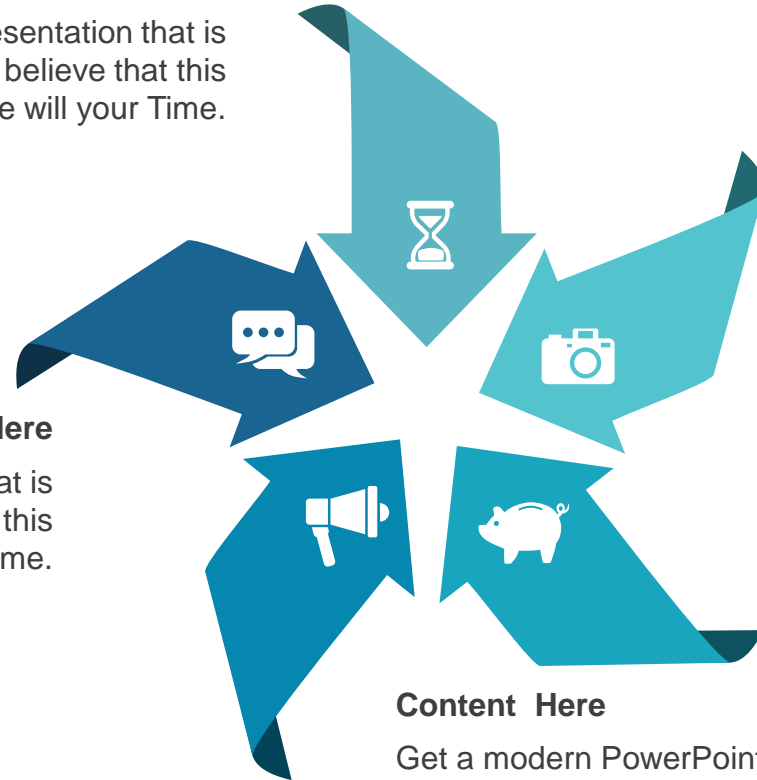 esentation that is
believe that this
e will your Time.
Here
at is
this
me.
Content  Here
Get a modern PowerPoint